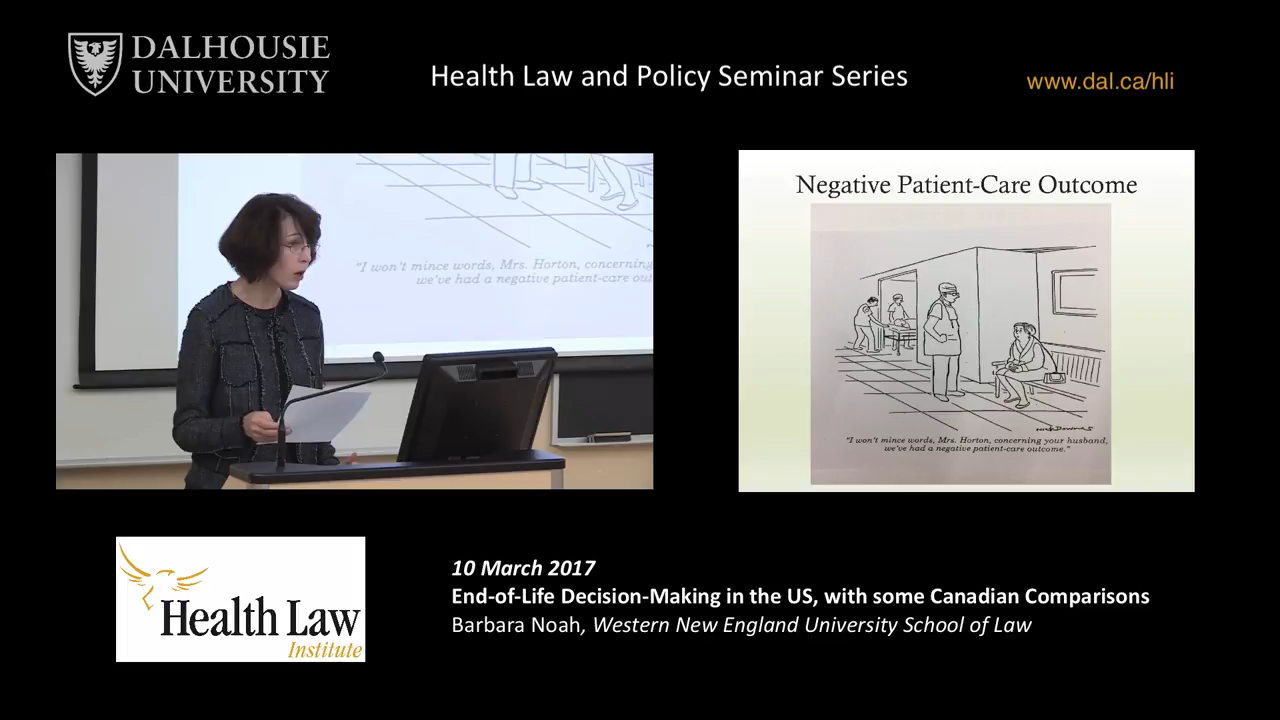 DALHOUSIE
UNIVERSITY
Health Law and Policy Seminar Series
www.dal.ca/hli
"I won't mince words, Mrs. Horton, concerning
we've had a negative patient-care out
Negative Patient-Care Outcome
"I won't mince words, Mrs. Horton, concerning your husband,
we've had a negative patient-care outcome."
Health Law
Institute
10 March 2017
End-of-Life Decision-Making in the US, with some Canadian Comparisons
Barbara Noah, Western New England University School of Law